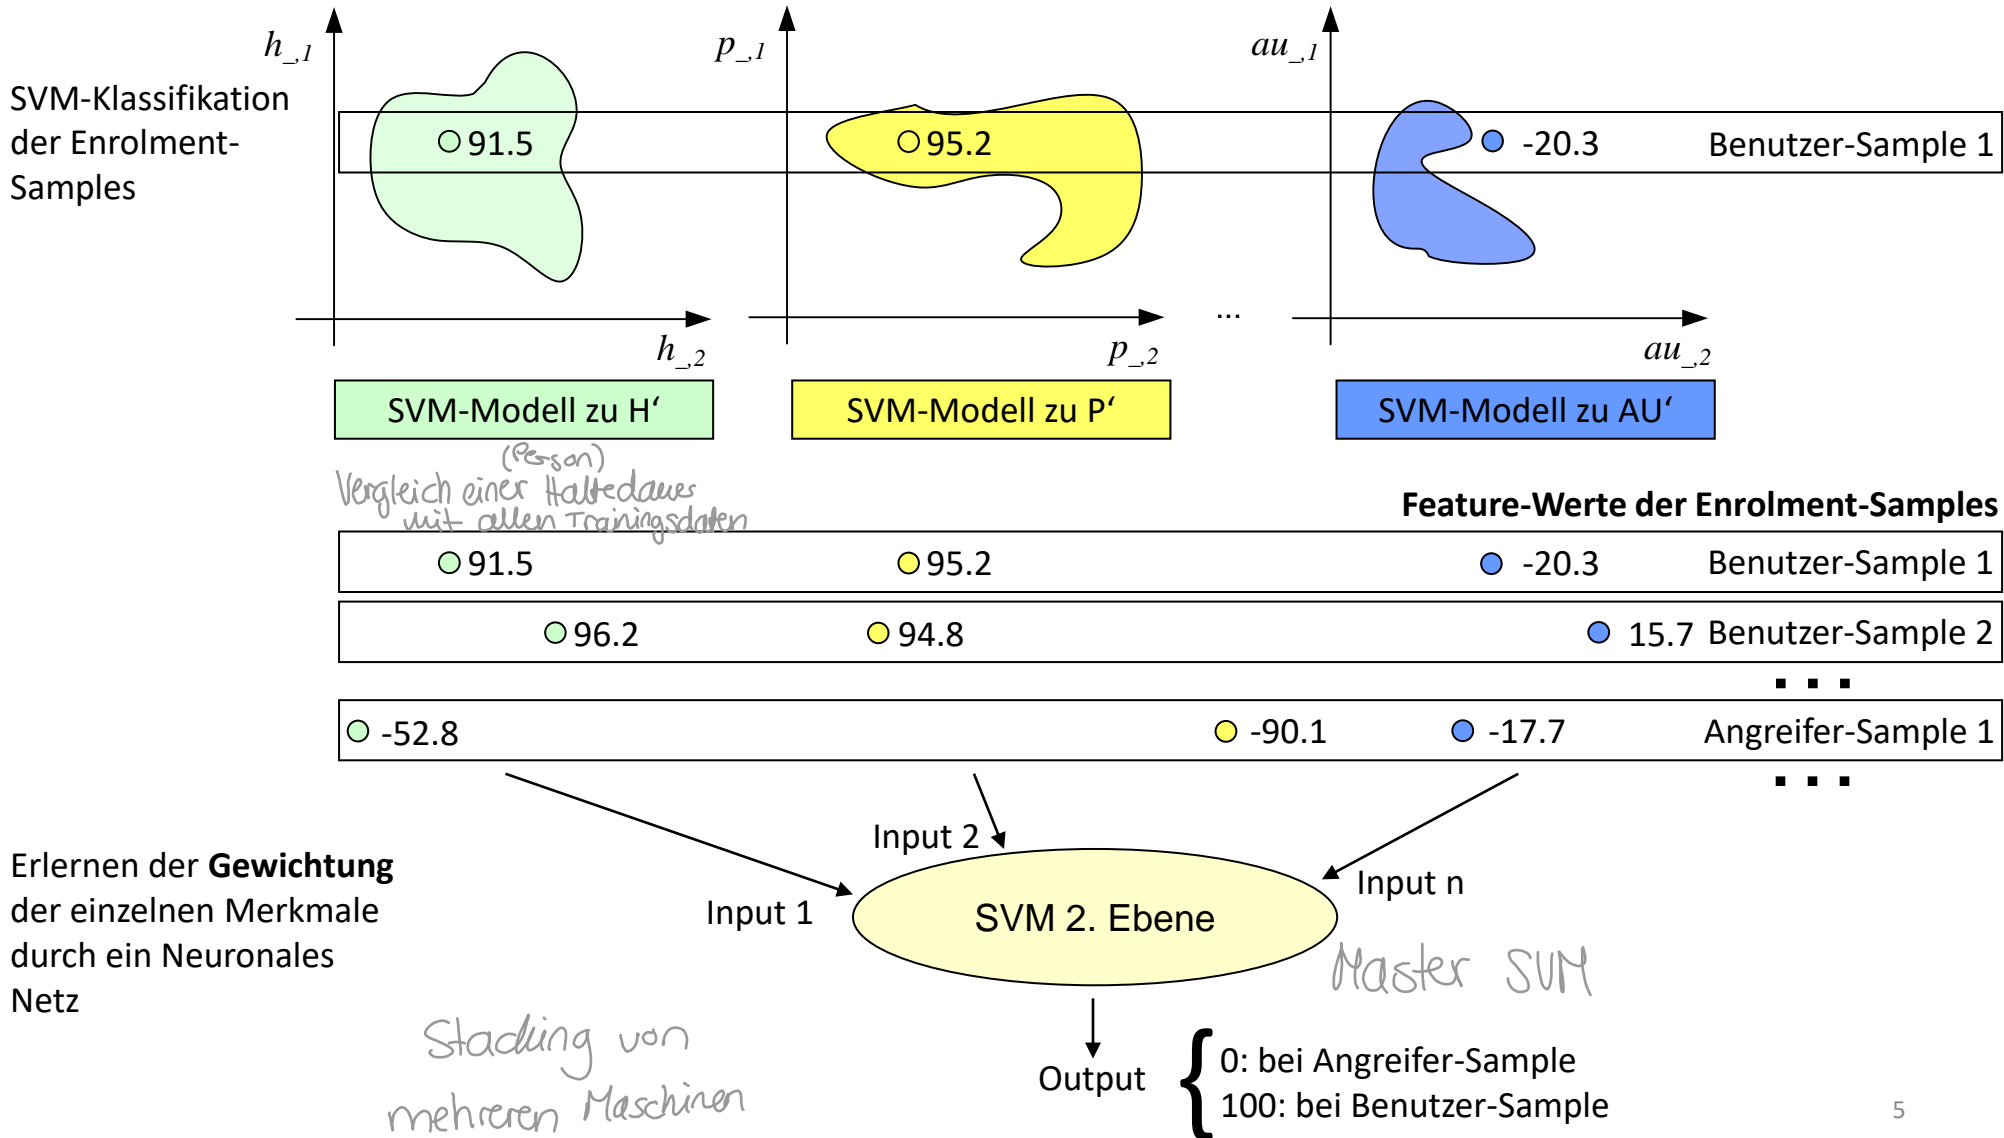 h_,1
p_,1
au_,1
SVM-Klassifikation
der Enrolment-
Samples
91.5
95.2
-20.3
Benutzer-Sample 1
...
h_,2
p_,2
au_,2
SVM-Modell zu H‘
SVM-Modell zu P‘
SVM-Modell zu AU‘
(Person)
Vergleich einer Haltedauer
mit allen Trainingsdaten
Feature-Werte der Enrolment-Samples
91.5 95.2 -20.3 Benutzer-Sample 1
96.2 94.8 15.7 Benutzer-Sample 2
...
-52.8 -90.1 -17.7 Angreifer-Sample 1
...
Input 2
Input 1
Input n
Erlernen der Gewichtung
der einzelnen Merkmale
durch ein Neuronales
Netz
SVM 2. Ebene
Master SVM
Stacking von
mehreren Maschinen
Output
0: bei Angreifer-Sample
100: bei Benutzer-Sample
5